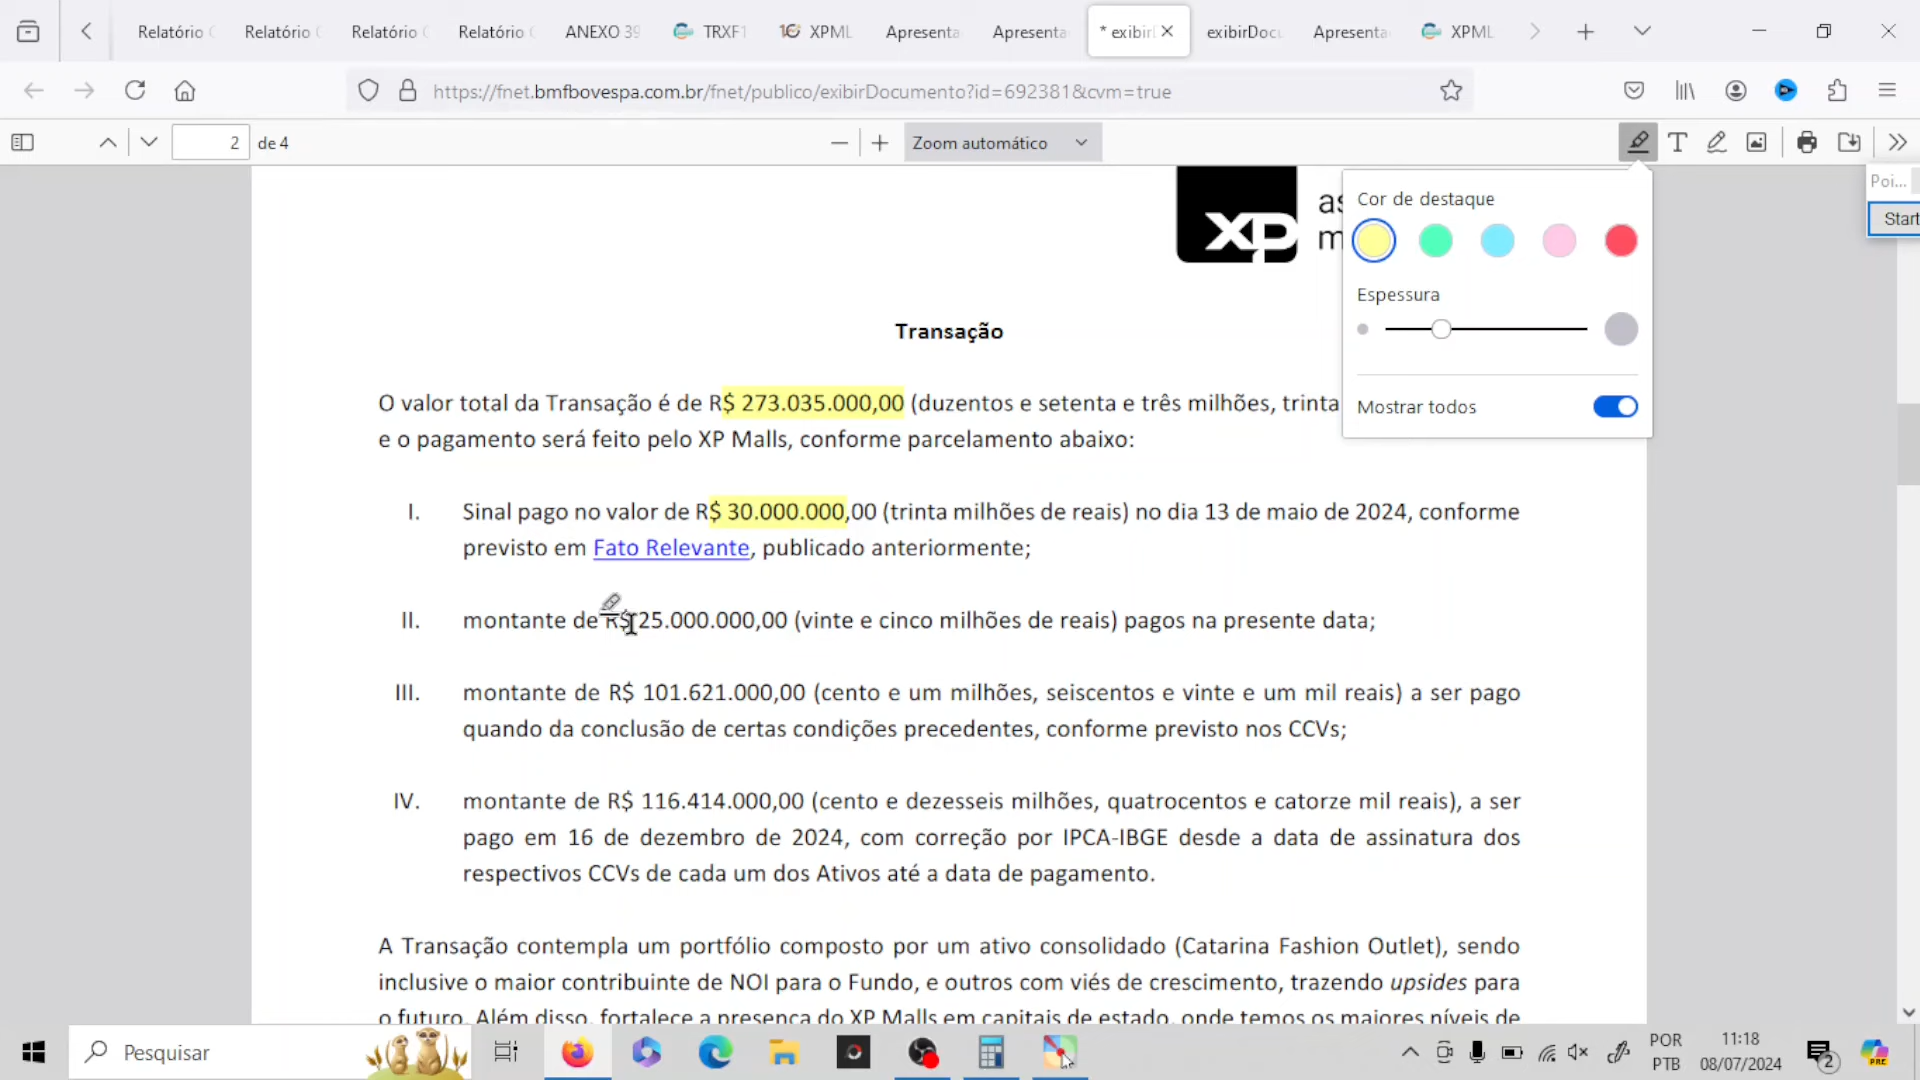 Relatório
Relatório
Relatório
Relatório
ANEXO 39
TRXF1
XPML
Apresenta
Apresenta
* exibir
exibirDoc
Apresenta
XPML
https://fnet.bmfbovespa.com.br/fnet/publico/exibirDocumento?id=692381&cvm=true
2
de 4
Zoom automático
Poi...
Start
Cor de destaque
Espessura
Mostrar todos
XP
as
m
Transação
O valor total da Transação é de R$ 273.035.000,00 (duzentos e setenta e três milhões, trinta
e o pagamento será feito pelo XP Malls, conforme parcelamento abaixo:
I. Sinal pago no valor de R$ 30.000.000,00 (trinta milhões de reais) no dia 13 de maio de 2024, conforme
previsto em Fato Relevante, publicado anteriormente;
II. montante de R$ 25.000.000,00 (vinte e cinco milhões de reais) pagos na presente data;
III. montante de R$ 101.621.000,00 (cento e um milhões, seiscentos e vinte e um mil reais) a ser pago
quando da conclusão de certas condições precedentes, conforme previsto nos CCVs;
IV. montante de R$ 116.414.000,00 (cento e dezesseis milhões, quatrocentos e catorze mil reais), a ser
pago em 16 de dezembro de 2024, com correção por IPCA-IBGE desde a data de assinatura dos
respectivos CCVs de cada um dos Ativos até a data de pagamento.
A Transação contempla um portfólio composto por um ativo consolidado (Catarina Fashion Outlet), sendo
inclusive o maior contribuinte de NOI para o Fundo, e outros com viés de crescimento, trazendo upsides para
o futuro. Além disso, fortalece a presença do XP Malls em capitais de estado, onde temos os maiores níveis de
Pesquisar
POR
PTB
11:18
08/07/2024
2
PRE